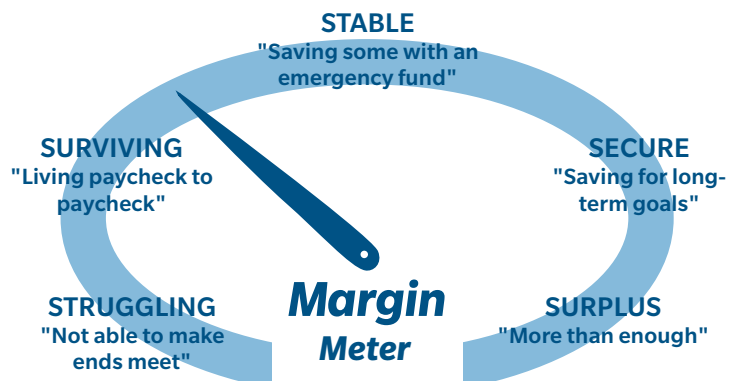 STABLE
"Saving some with an
emergency fund"
SURVIVING
"Living paycheck to
paycheck"
SECURE
"Saving for long-
term goals"
STRUGGLING
"Not able to make
ends meet"
Margin
Meter
SURPLUS
"More than enough"